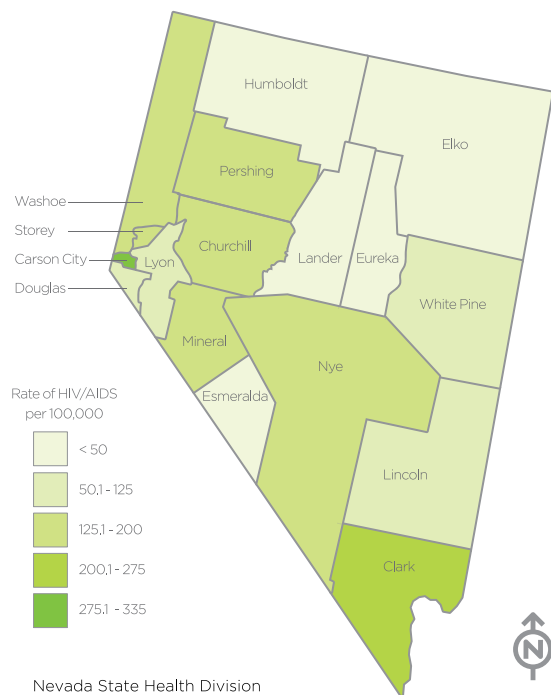 Humboldt
Elko
Pershing
Washoe
Storey
Churchill
Carson City
Lyon
Lander
Eureka
Douglas
White Pine
Mineral
Nye
Esmeralda
Rate of HIV/AIDS
per 100,000
< 50
50.1 - 125
125.1 - 200
200.1 - 275
275.1 - 335
Lincoln
Clark
N
Nevada State Health Division